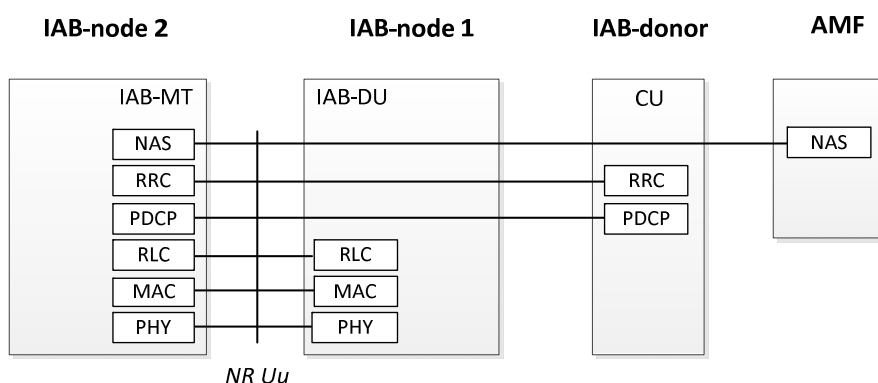 IAB-node 2 IAB-node 1 IAB-donor AMF
IAB-MT IAB-DU CU
NAS NAS
RRC RRC
PDCP PDCP
RLC RLC
MAC MAC
PHY PHY
NR Uu